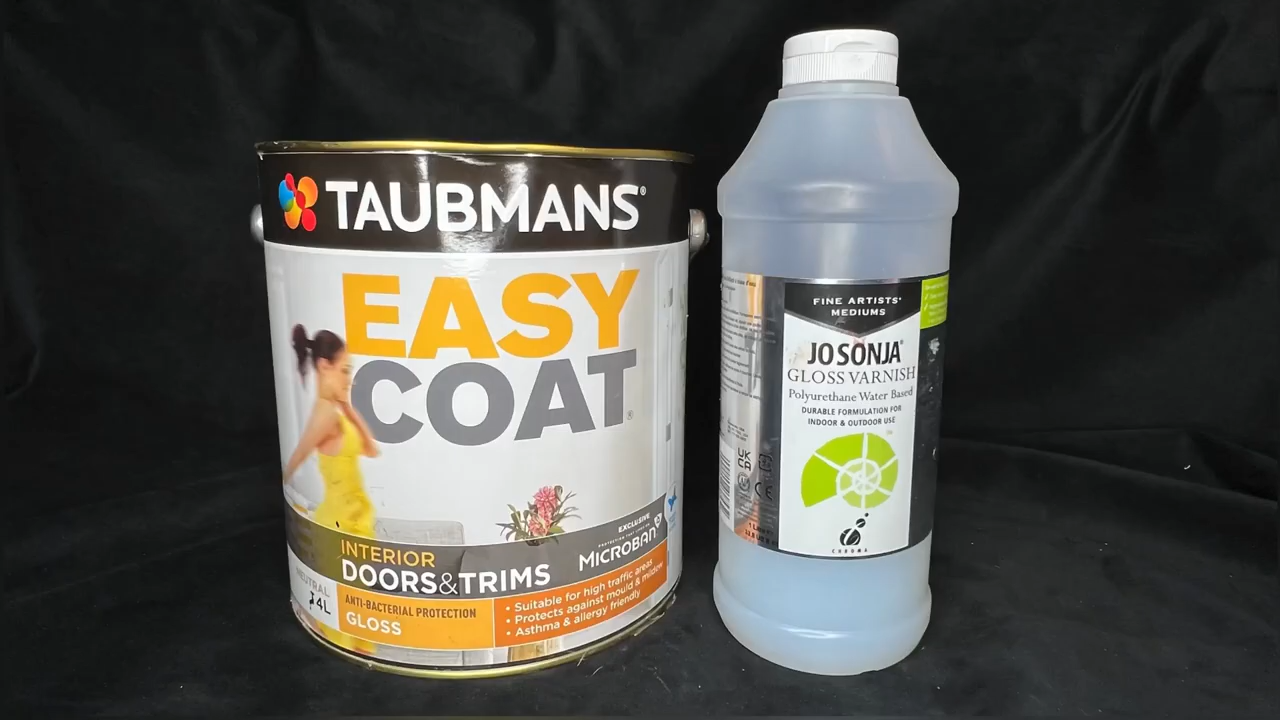 TAUBMANS®
EASY
COAT®
EXCLUSIVE
MICROBAN
INTERIOR
DOORS&TRIMS
NEUTRAL
4L
ANTI-BACTERIAL PROTECTION
GLOSS
• Suitable for high traffic areas
• Protects against mould & mildew
• Asthma & allergy friendly
FINE ARTISTS'
MEDIUMS
JO SONJA®
GLOSS VARNISH
Polyurethane Water Based
DURABLE FORMULATION FOR
INDOOR & OUTDOOR USE
UK
CA
CE
1 Litre
CHROMA